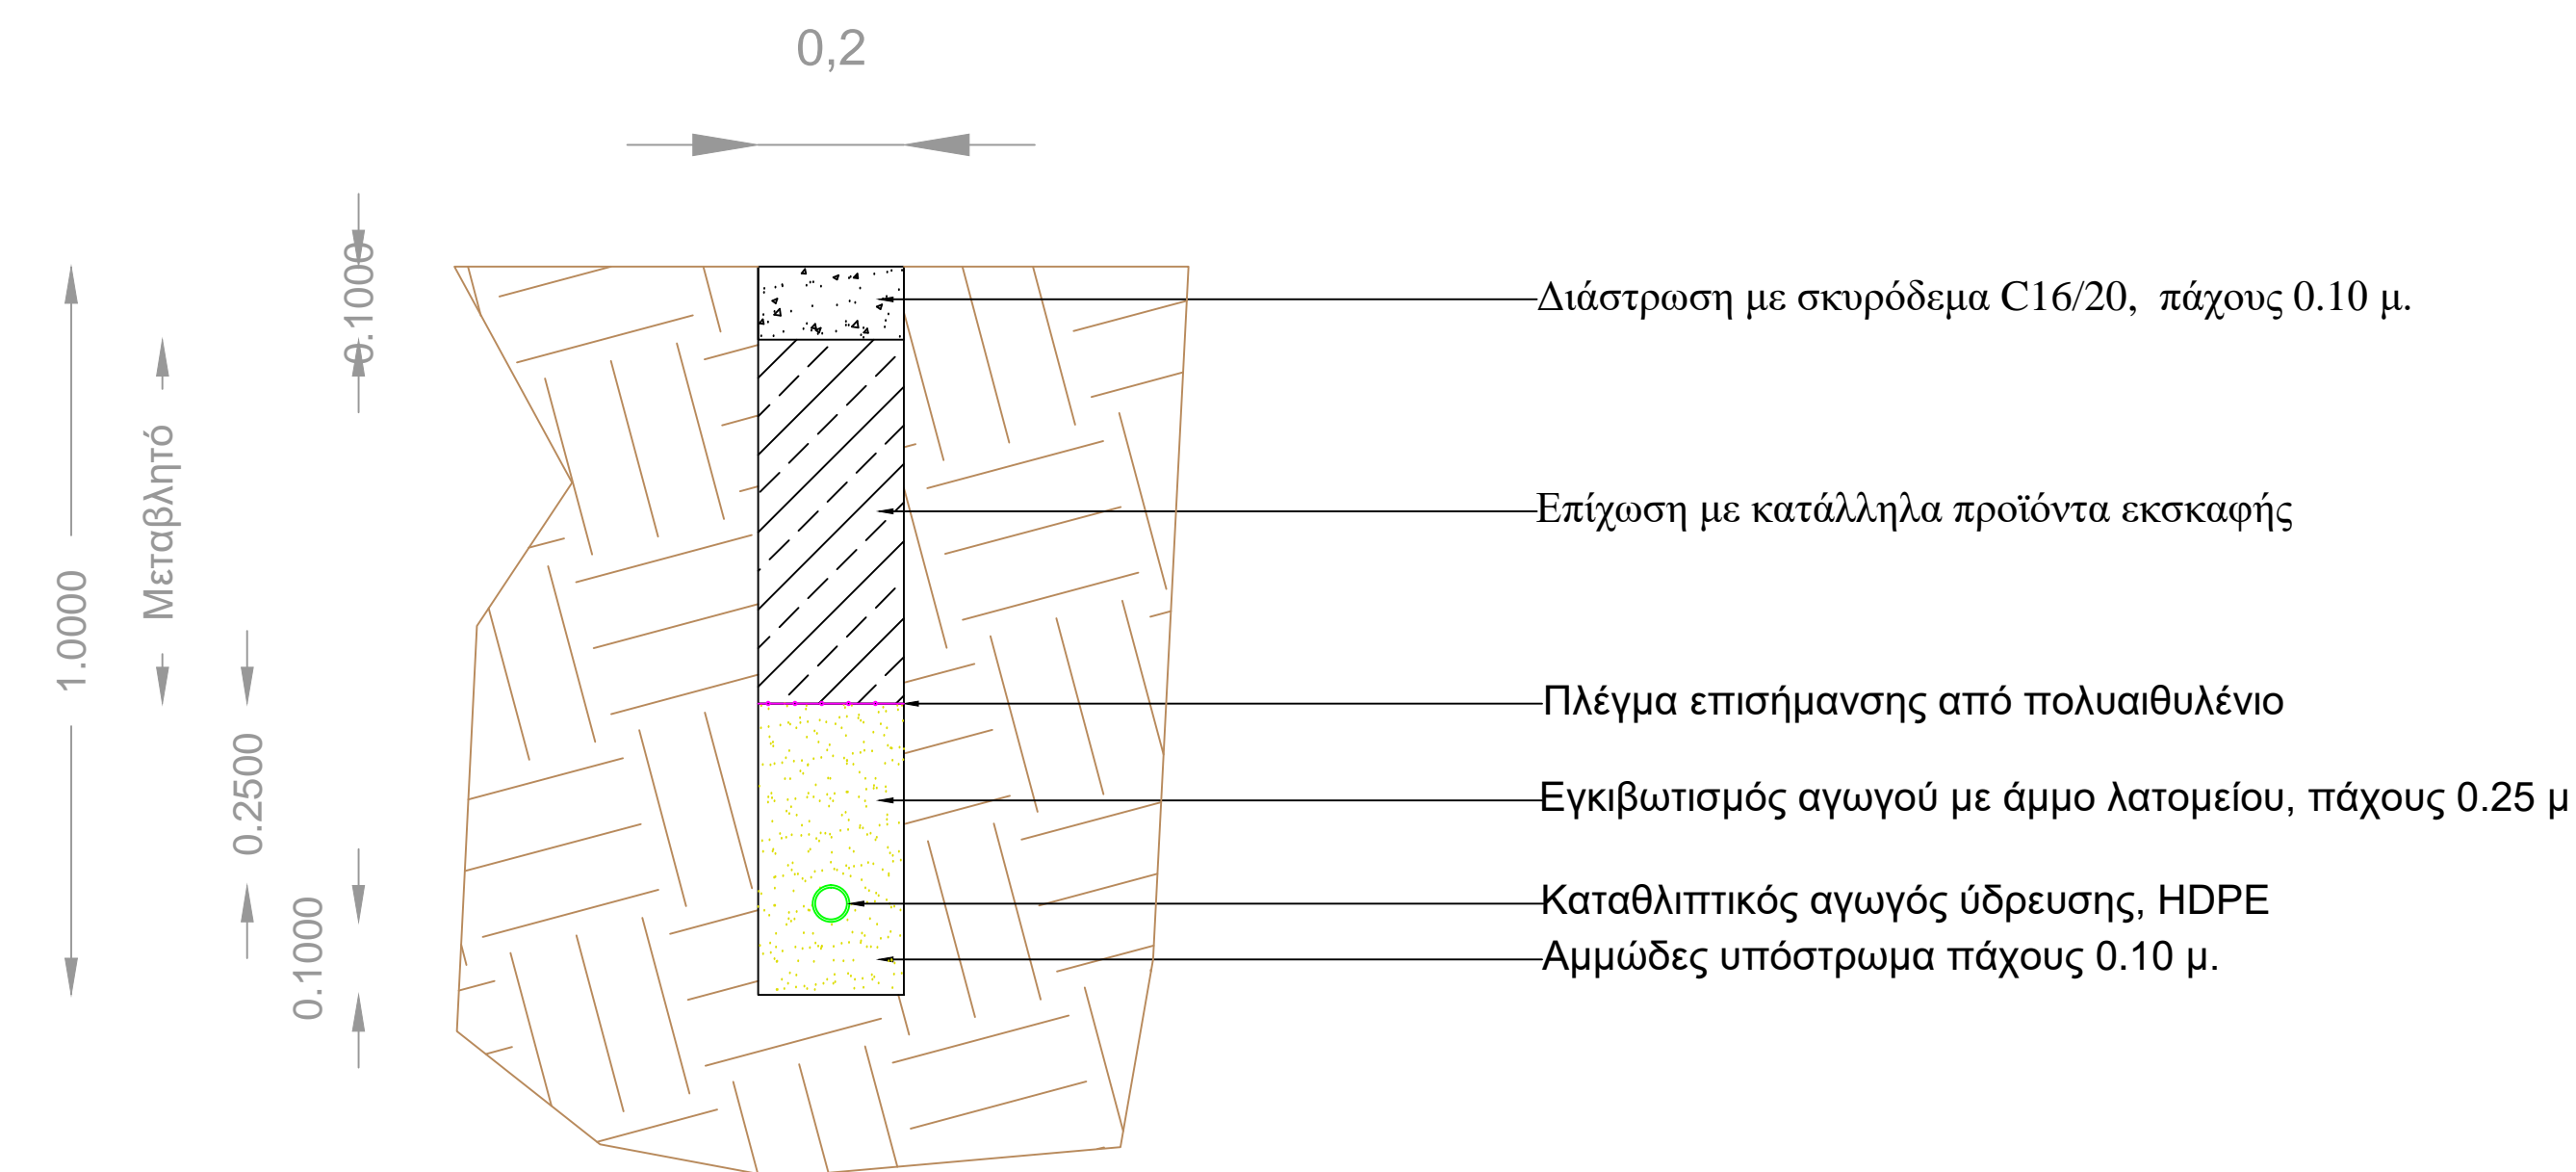 0,2
0.1000
Διάστρωση με σκυρόδεμα C16/20, πάχους 0.10 μ.
Μεταβλητό
Επίχωση με κατάλληλα προϊόντα εκσκαφής
1.0000
Πλέγμα επισήμανσης από πολυαιθυλένιο
0.2500
Εγκιβωτισμός αγωγού με άμμο λατομείου, πάχους 0.25 μ
Καταθλιπτικός αγωγός ύδρευσης, HDPE
0.1000
Αμμώδες υπόστρωμα πάχους 0.10 μ.